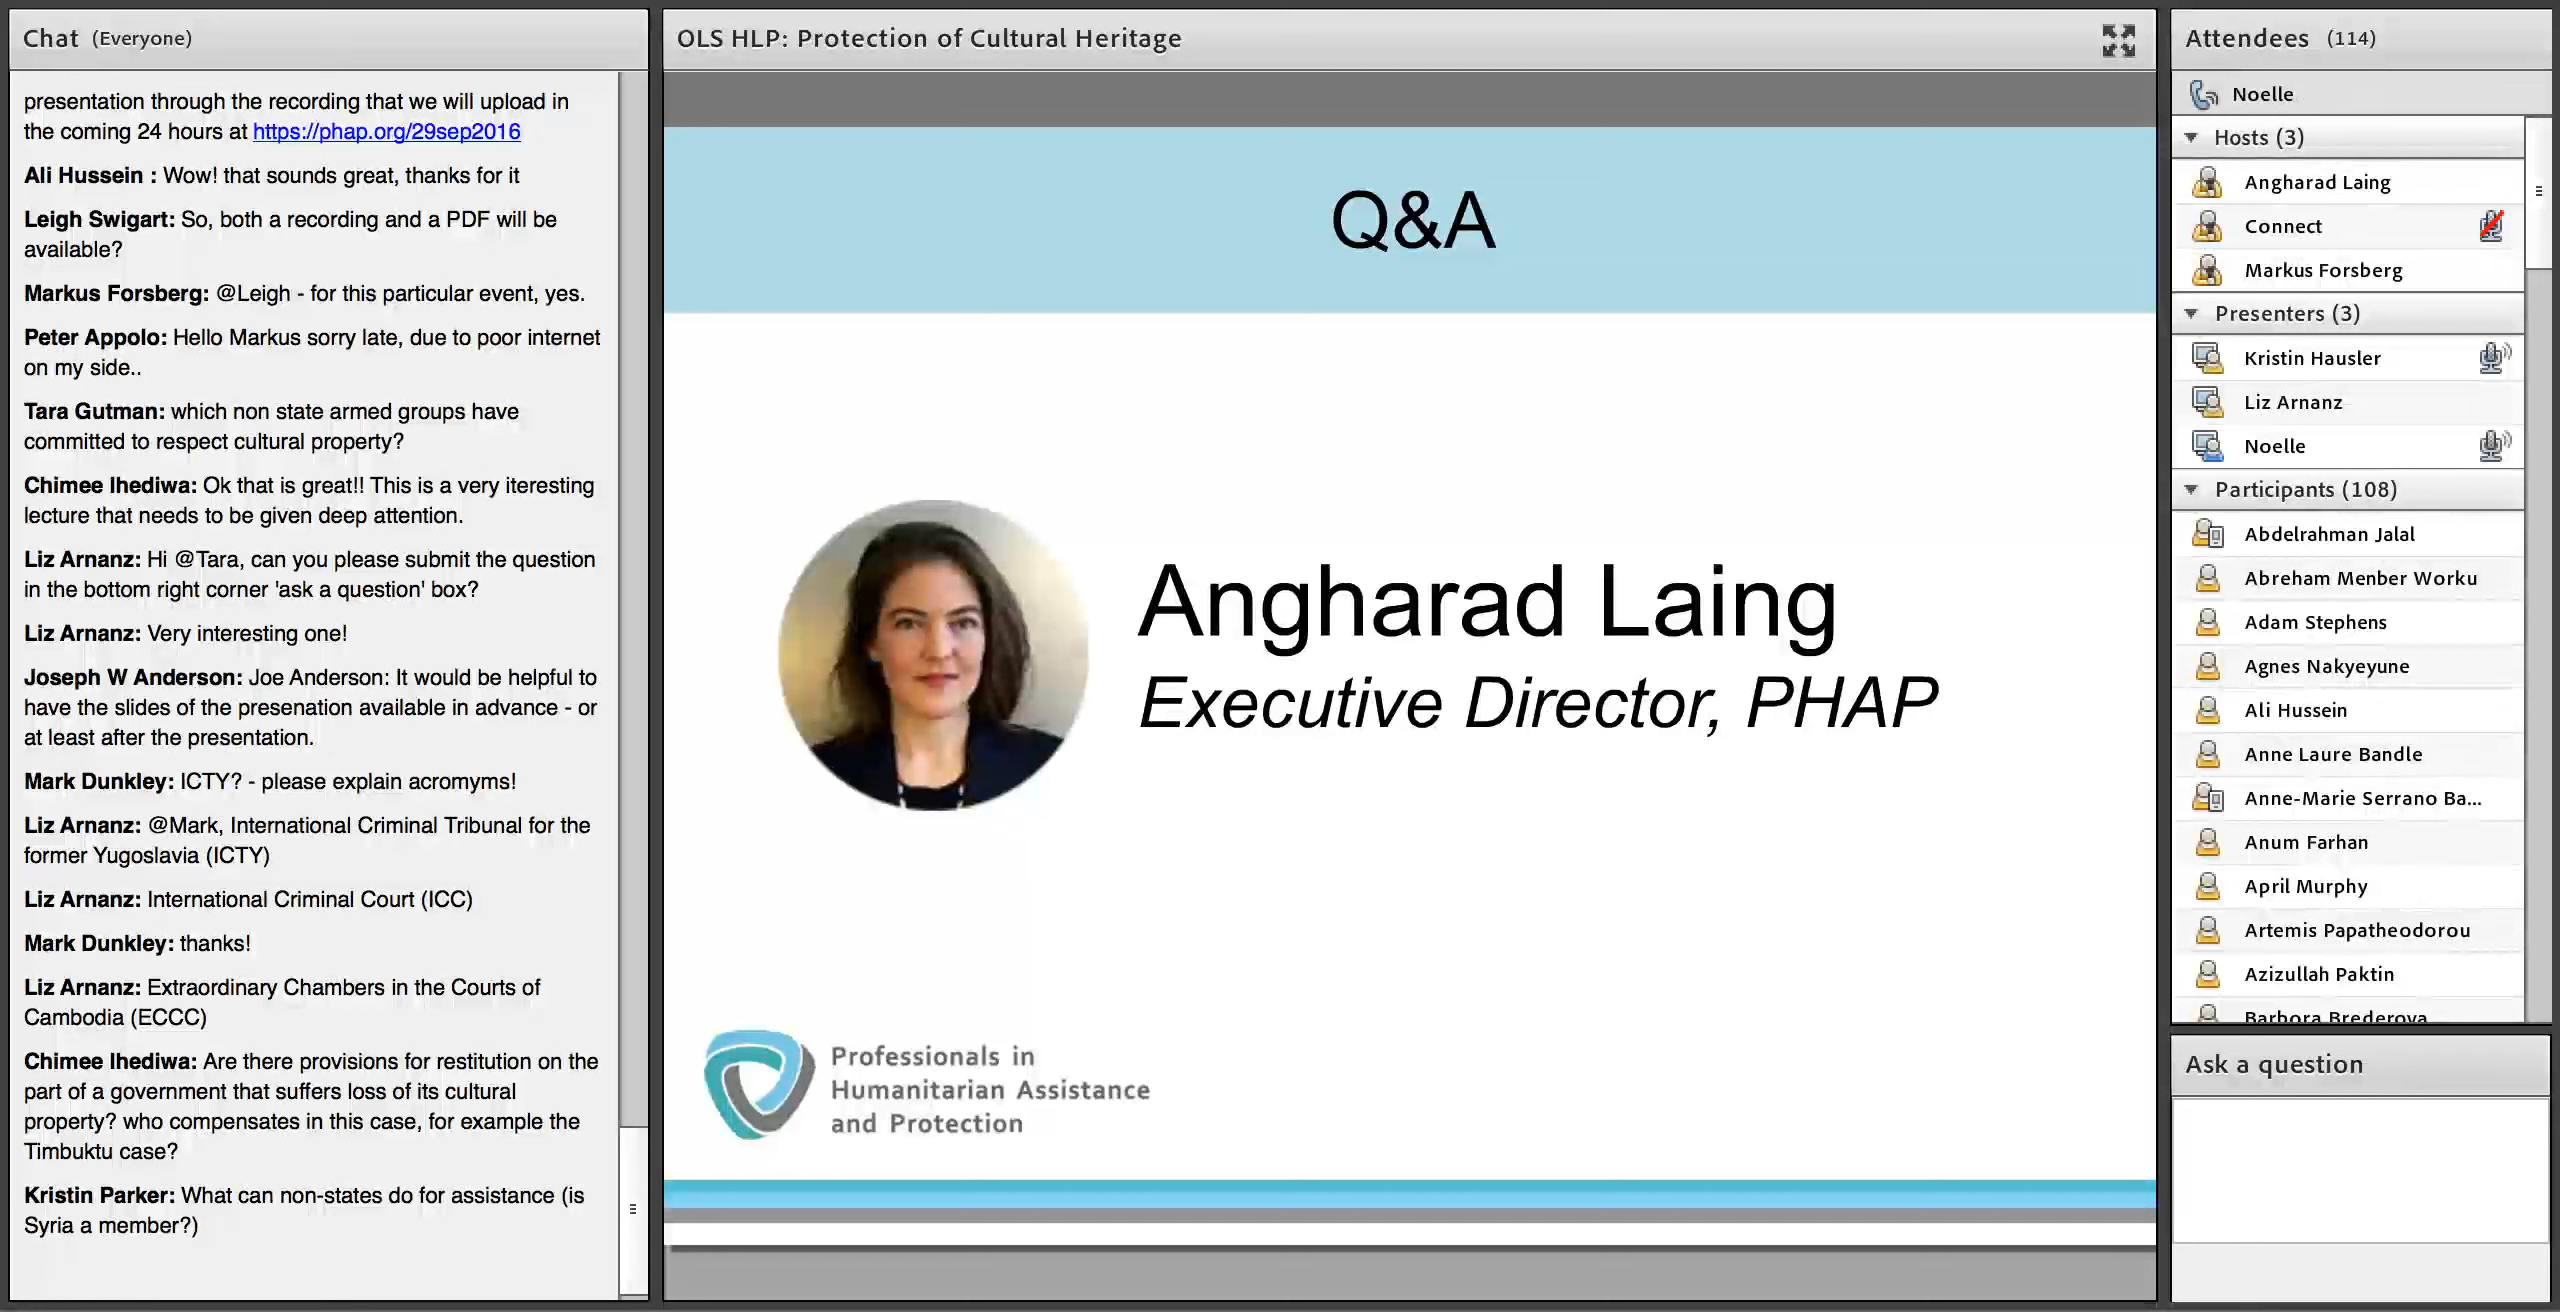 Chat (Everyone)
presentation through the recording that we will upload in
the coming 24 hours at https://phap.org/29sep2016
Ali Hussein : Wow! that sounds great, thanks for it
Leigh Swigart: So, both a recording and a PDF will be
available?
Markus Forsberg: @Leigh - for this particular event, yes.
Peter Appolo: Hello Markus sorry late, due to poor internet
on my side..
Tara Gutman: which non state armed groups have
committed to respect cultural property?
Chimee Ihediwa: Ok that is great!! This is a very iteresting
lecture that needs to be given deep attention.
Liz Arnanz: Hi @Tara, can you please submit the question
in the bottom right corner 'ask a question' box?
Liz Arnanz: Very interesting one!
Joseph W Anderson: Joe Anderson: It would be helpful to
have the slides of the presenation available in advance - or
at least after the presentation.
Mark Dunkley: ICTY? - please explain acromyms!
Liz Arnanz: @Mark, International Criminal Tribunal for the
former Yugoslavia (ICTY)
Liz Arnanz: International Criminal Court (ICC)
Mark Dunkley: thanks!
Liz Arnanz: Extraordinary Chambers in the Courts of
Cambodia (ECCC)
Chimee Ihediwa: Are there provisions for restitution on the
part of a government that suffers loss of its cultural
property? who compensates in this case, for example the
Timbuktu case?
Kristin Parker: What can non-states do for assistance (is
Syria a member?)
OLS HLP: Protection of Cultural Heritage
Q&A
Angharad Laing
Executive Director, PHAP
Professionals in
Humanitarian Assistance
and Protection
Attendees (114)
Noelle
Hosts (3)
Angharad Laing
Connect
Markus Forsberg
Presenters (3)
Kristin Hausler
Liz Arnanz
Noelle
Participants (108)
Abdelrahman Jalal
Abreham Menber Worku
Adam Stephens
Agnes Nakyeyune
Ali Hussein
Anne Laure Bandle
Anne-Marie Serrano Ba...
Anum Farhan
April Murphy
Artemis Papatheodorou
Azizullah Paktin
Barbora Brederova
Ask a question